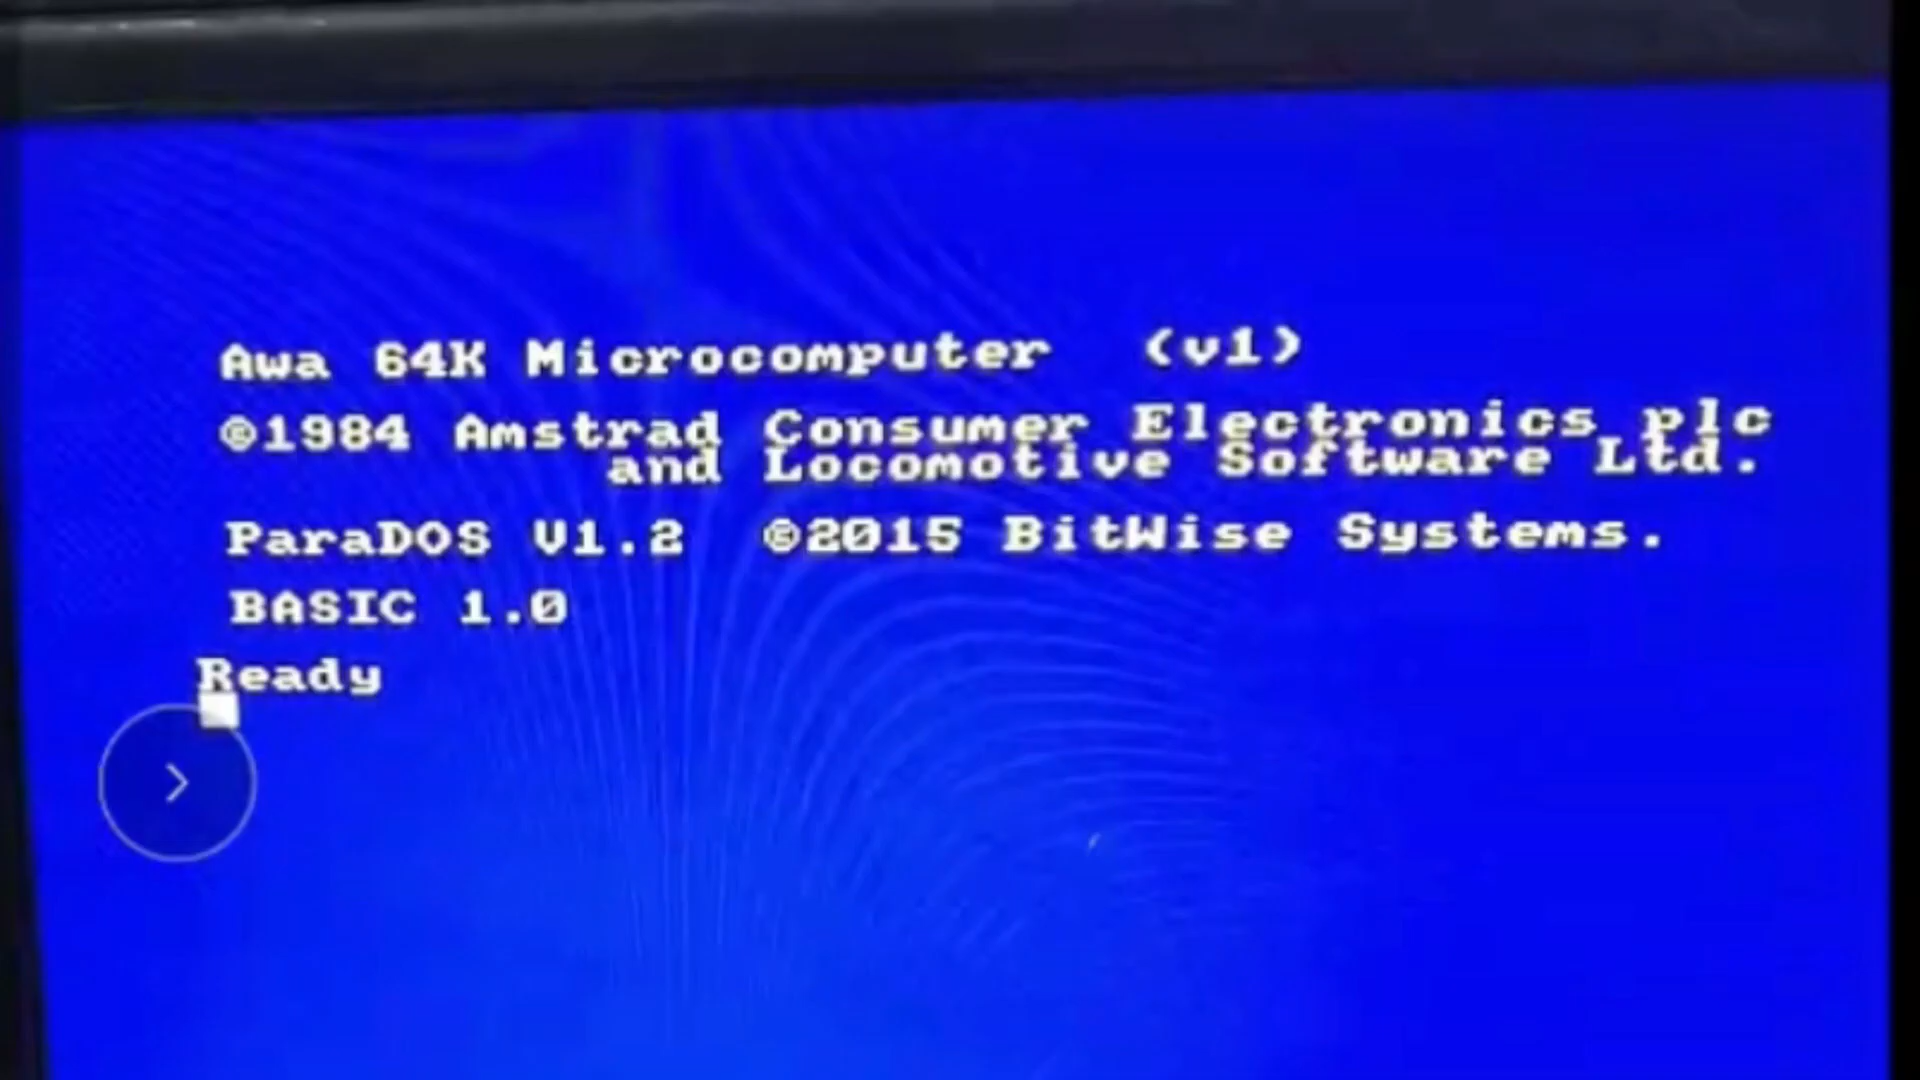 Awa 64K Microcomputer (v1)
©1984 Amstrad Consumer Electronics plc
and Locomotive Software Ltd.
ParaDOS V1.2 ©2015 BitWise Systems.
BASIC 1.0
Ready